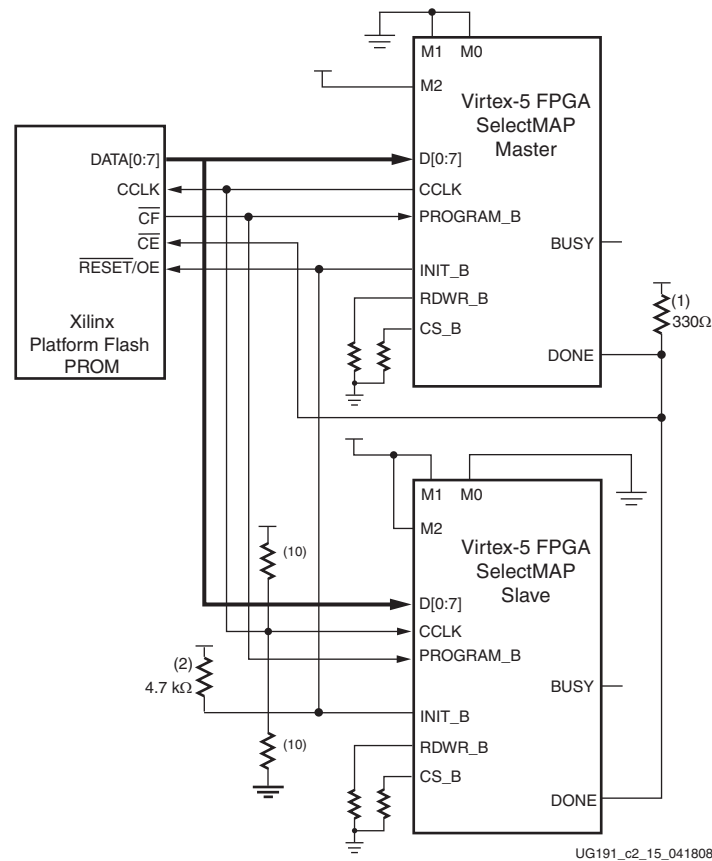 M1 M0
M2
Virtex-5 FPGA
SelectMAP
Master
D[0:7]
CCLK
PROGRAM_B
BUSY
INIT_B
RDWR_B
CS_B
DONE
DATA[0:7]
CCLK
CF
CE
RESET/OE
Xilinx
Platform Flash
PROM
(1)
330Ω
M1 M0
M2
Virtex-5 FPGA
SelectMAP
Slave
(10)
D[0:7]
CCLK
PROGRAM_B
(2)
4.7 kΩ
BUSY
INIT_B
(10)
RDWR_B
CS_B
DONE
UG191_c2_15_041808